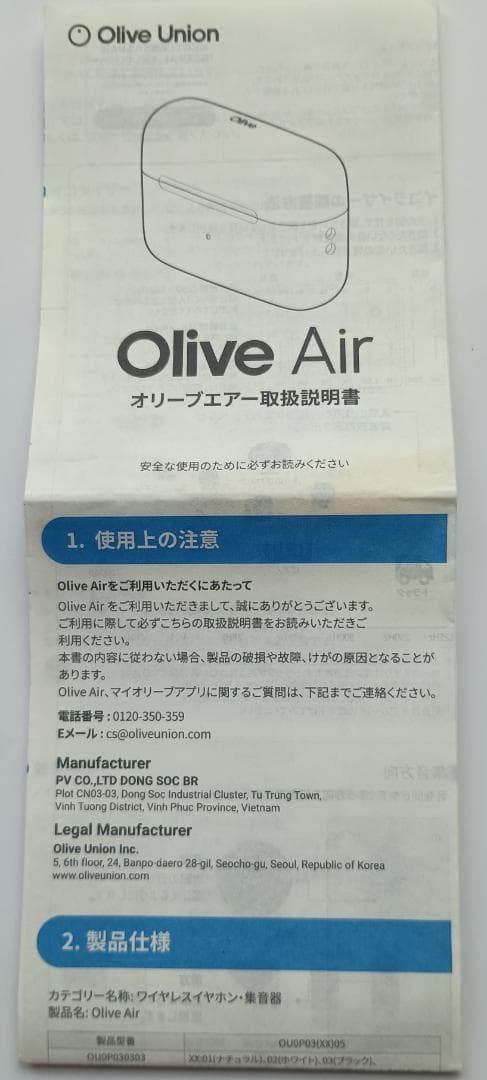 Olive Union
Olive
Olive Air
オリーブエアー取扱説明書
安全な使用のために必ずお読みください
1. 使用上の注意
Olive Airをご利用いただくにあたって
Olive Air をご利用いただきまして、誠にありがとうございます。
ご利用に際して必ずこちらの取扱説明書をお読みいただきご
利用ください。
本書の内容に従わない場合、製品の破損や故障、けがの原因となることが
あります。
Olive Air、マイオリーブアプリに関するご質問は、下記までご連絡ください。
電話番号 : 0120-350-359
Eメール : cs@oliveunion.com
Manufacturer
PV CO.,LTD DONG SOC BR
Plot CN03-03, Dong Soc Industrial Cluster, Tu Trung Town,
Vinh Tuong District, Vinh Phuc Province, Vietnam
Legal Manufacturer
Olive Union Inc.
5, 6th floor, 24, Banpo-daero 28-gil, Seocho-gu, Seoul, Republic of Korea
www.oliveunion.com
2. 製品仕様
カテゴリー名称: ワイヤレスイヤホン・集音器
製品名: Olive Air
製品型番 OU0P03(XX)05
OU0P030303 XX:01(ナチュラル)、02(ホワイト)、03(ブラック)、